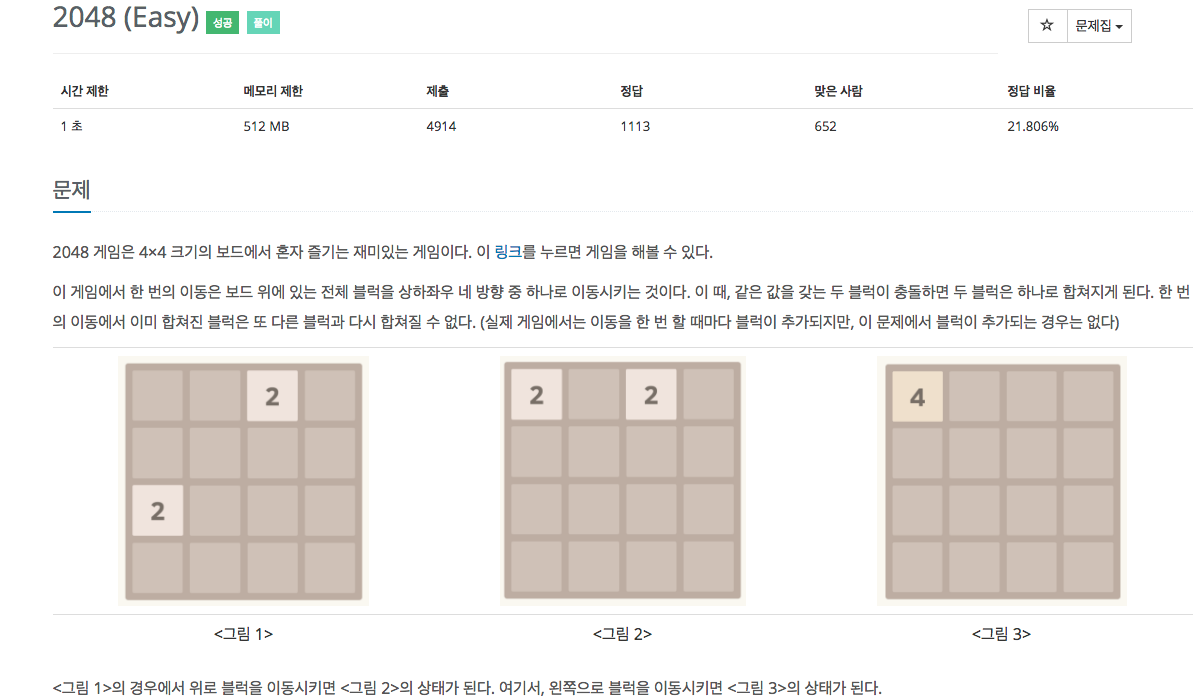 2048 (Easy) 성공 풀이
☆ 문제집
시간 제한 메모리 제한 제출 정답 맞은 사람 정답 비율
1 초 512 MB 4914 1113 652 21.806%
문제
2048 게임은 4×4 크기의 보드에서 혼자 즐기는 재미있는 게임이다. 이 링크를 누르면 게임을 해볼 수 있다.
이 게임에서 한 번의 이동은 보드 위에 있는 전체 블럭을 상하좌우 네 방향 중 하나로 이동시키는 것이다. 이 때, 같은 값을 갖는 두 블럭이 충돌하면 두 블럭은 하나로 합쳐지게 된다. 한 번
의 이동에서 이미 합쳐진 블럭은 또 다른 블럭과 다시 합쳐질 수 없다. (실제 게임에서는 이동을 한 번 할 때마다 블럭이 추가되지만, 이 문제에서 블럭이 추가되는 경우는 없다)
2
2
2 2
4
<그림 1> <그림 2> <그림 3>
<그림 1>의 경우에서 위로 블럭을 이동시키면 <그림 2>의 상태가 된다. 여기서, 왼쪽으로 블럭을 이동시키면 <그림 3>의 상태가 된다.